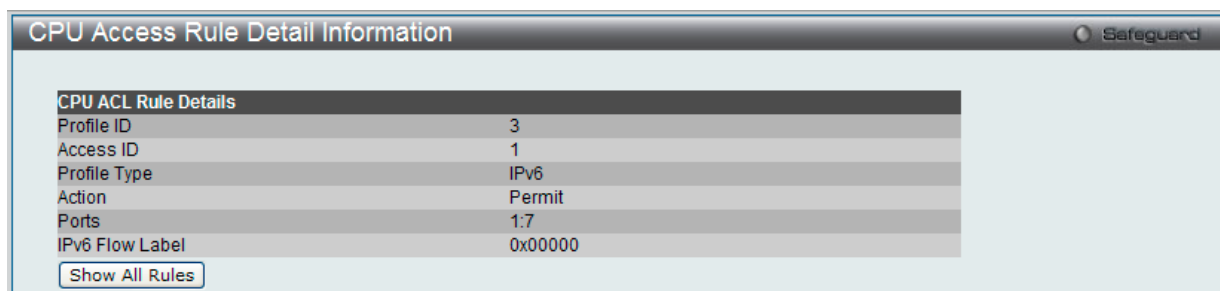 CPU Access Rule Detail Information Safeguard
CPU ACL Rule Details
Profile ID 3
Access ID 1
Profile Type IPv6
Action Permit
Ports 1:7
IPv6 Flow Label 0x00000
Show All Rules